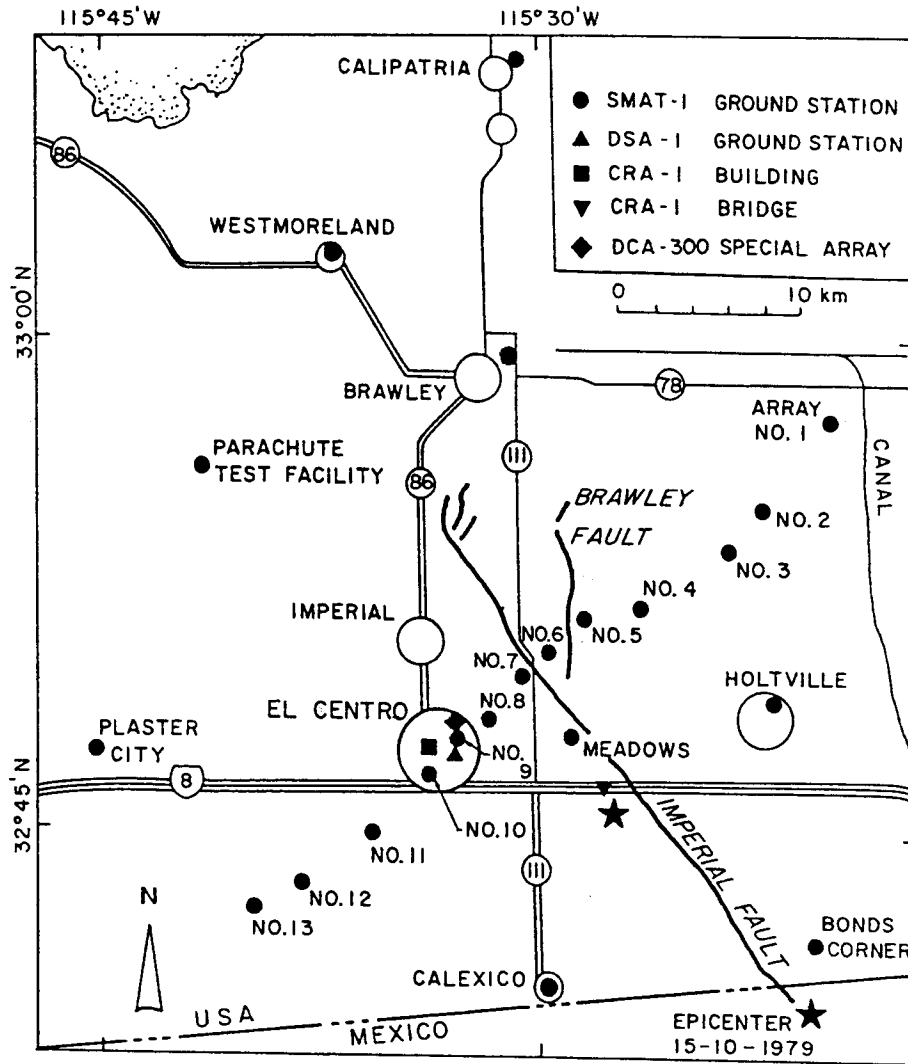 115°45'W
115°30'W
CALIPATRIA
SMAT-1 GROUND STATION
DSA-1 GROUND STATION
CRA-1 BUILDING
CRA-1 BRIDGE
DCA-300 SPECIAL ARRAY
86
WESTMORELAND
0 10 km
33°00'N
BRAWLEY
78
ARRAY
NO. 1
CANAL
PARACHUTE
TEST FACILITY
111
86
BRAWLEY
FAULT
NO. 2
NO. 3
NO. 4
NO. 5
IMPERIAL
NO.6
NO.7
HOLTVILLE
NO.8
EL CENTRO
PLASTER
CITY
MEADOWS
NO.
9
8
32°45'N
NO.10
IMPERIAL FAULT
NO.11
111
NO.12
NO.13
N
BONDS
CORNER
CALEXICO
USA
MEXICO
EPICENTER
15-10-1979